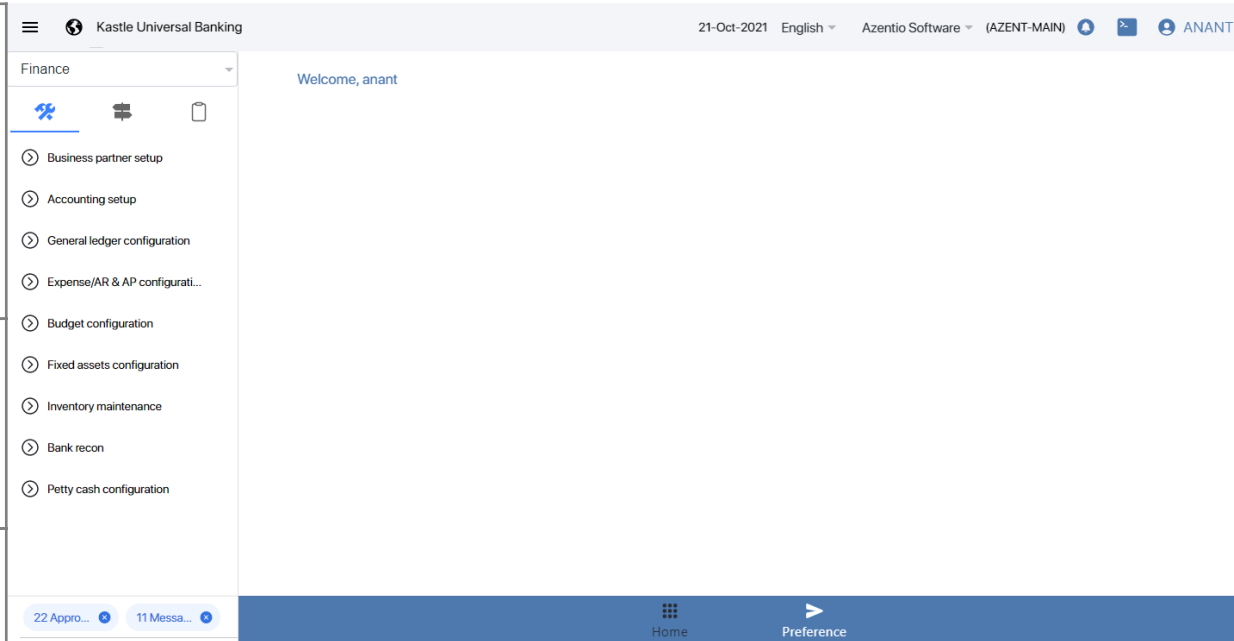 Kastle Universal Banking
21-Oct-2021 English Azentio Software (AZENT-MAIN) ANANT
Finance
Welcome, anant
Business partner setup
Accounting setup
General ledger configuration
Expense/AR & AP configurati...
Budget configuration
Fixed assets configuration
Inventory maintenance
Bank recon
Petty cash configuration
22 Appro... 11 Messa...
Home
Preference